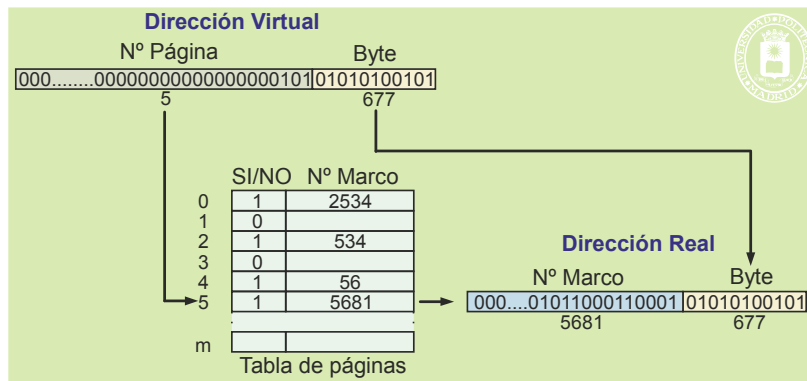 Dirección Virtual
Nº Página Byte
000........00000000000000000000101 01010100101
5 677
SI/NO Nº Marco
0 1 2534
1 0
2 1 534
3 0
4 1 56
5 1 5681
m
Tabla de páginas
Dirección Real
Nº Marco Byte
000....01011000110001 01010100101
5681 677